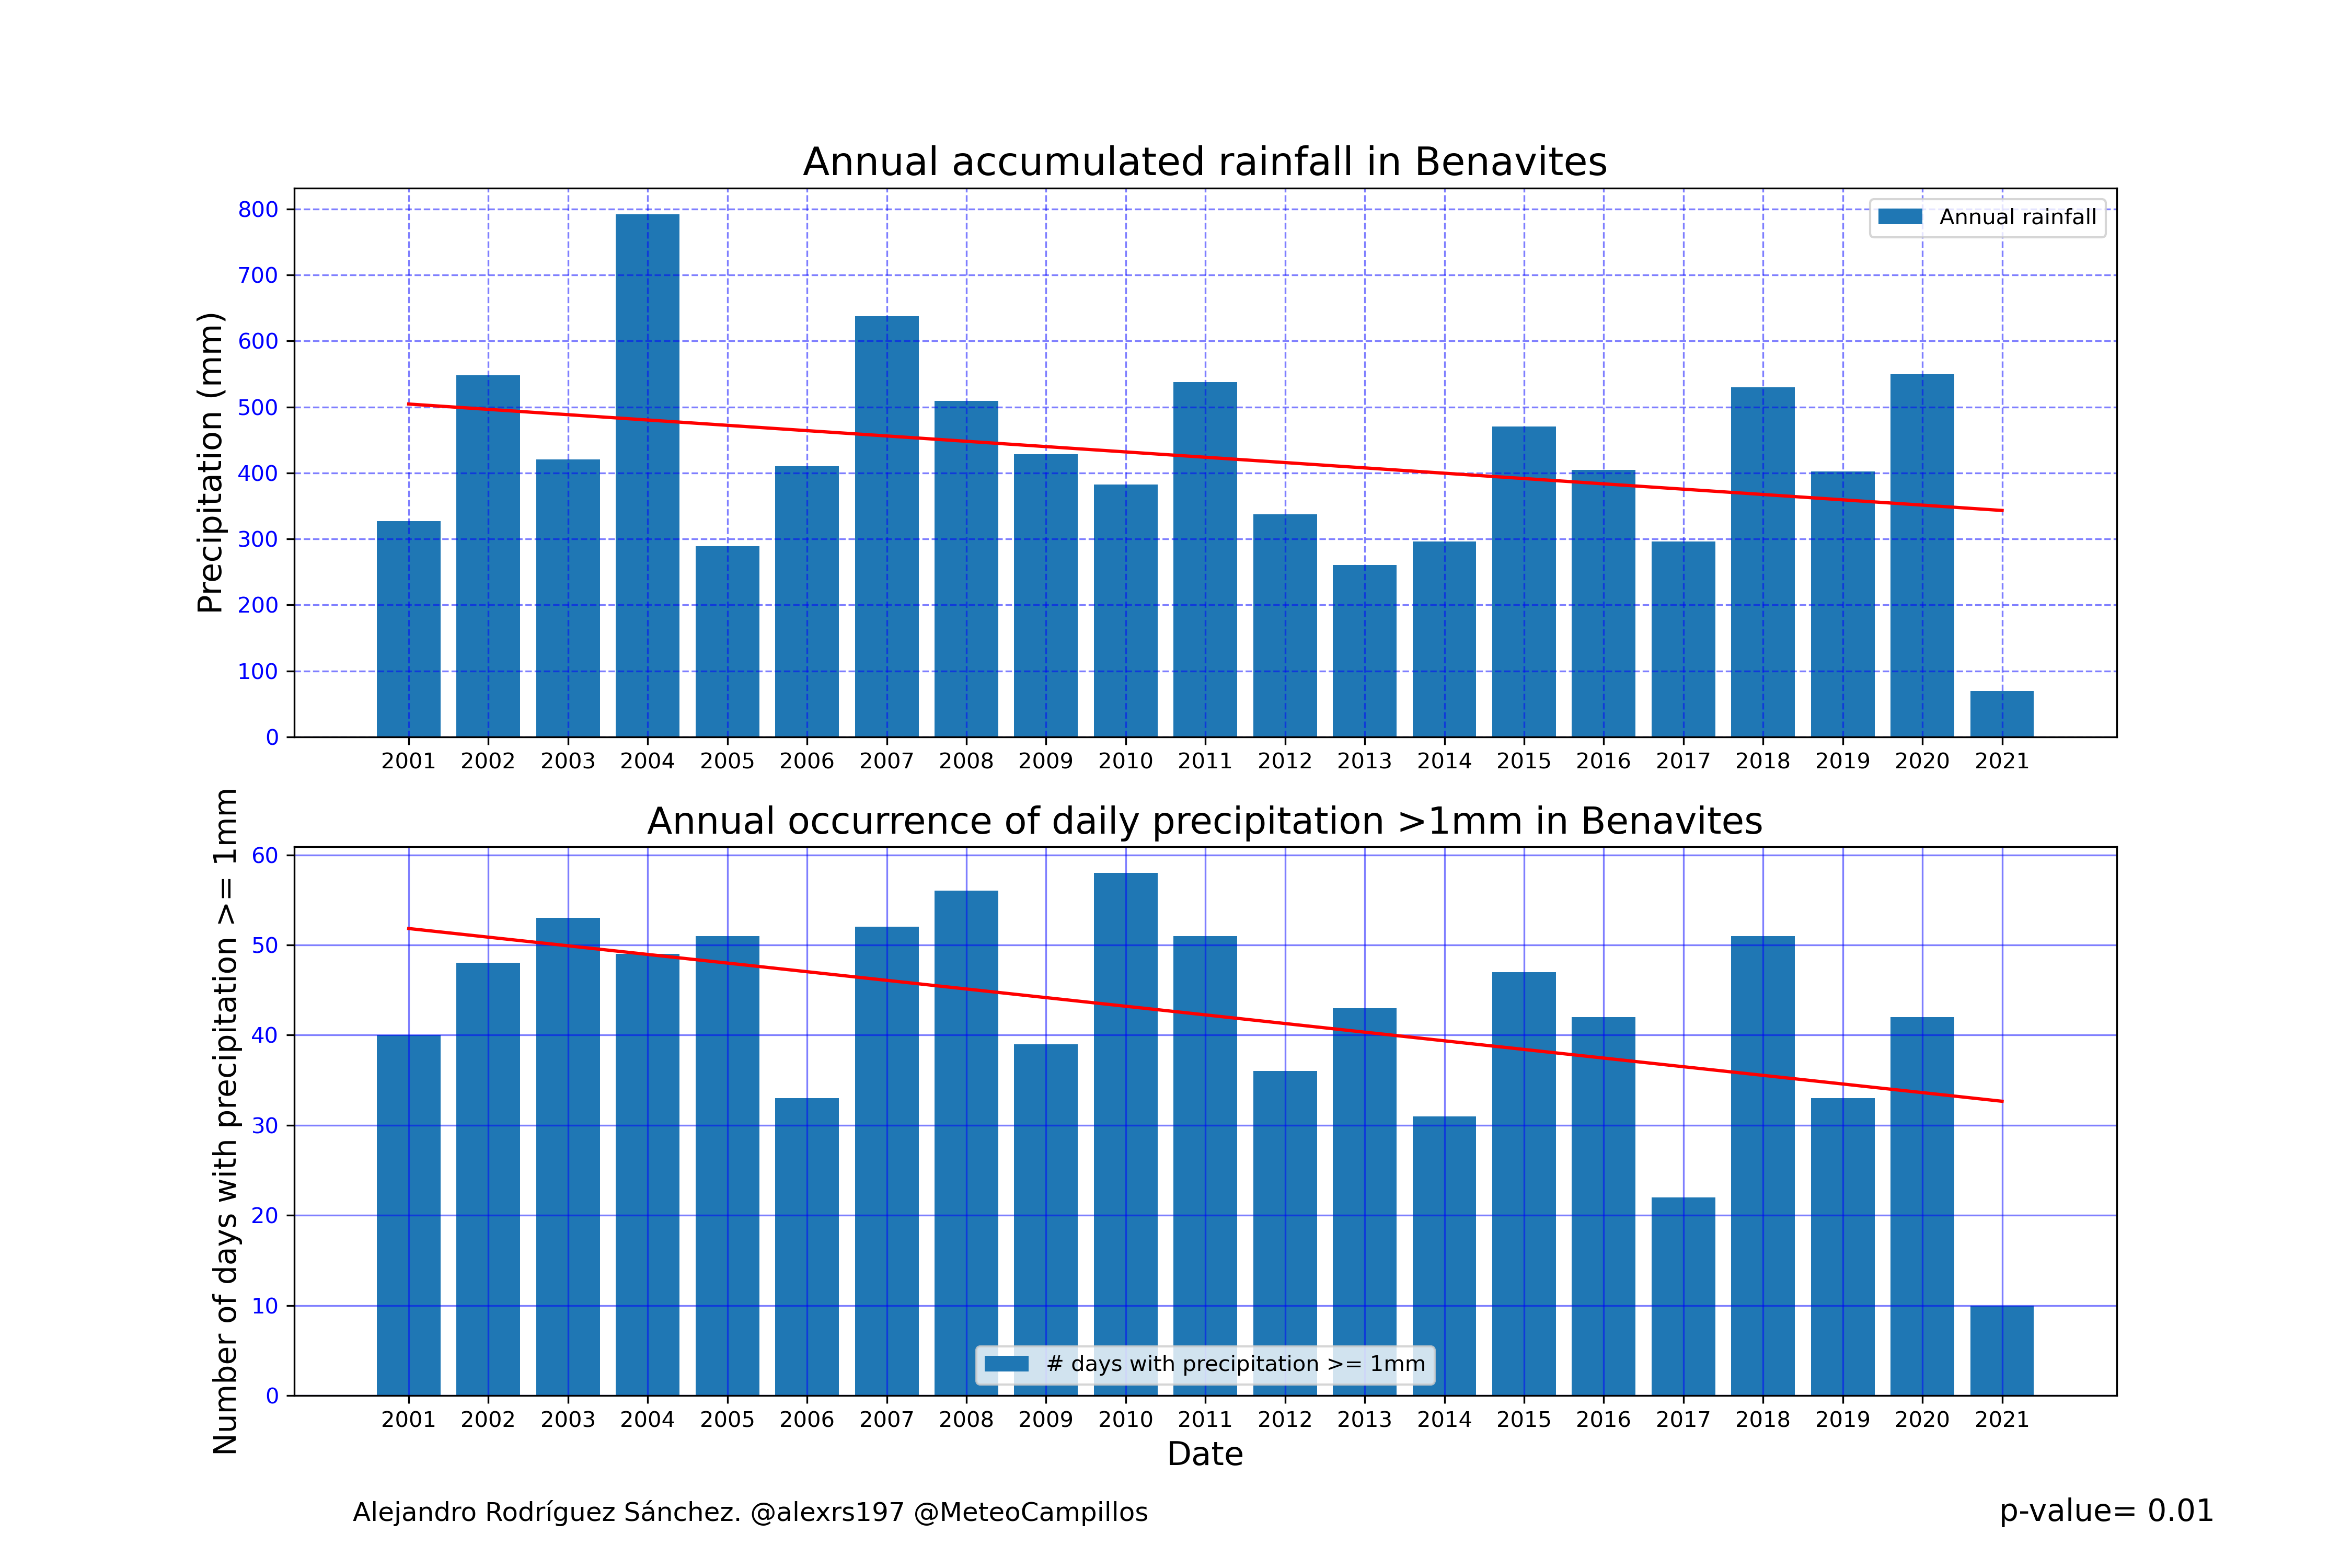 Annual accumulated rainfall in Benavites
Precipitation (mm)
800
700
600
500
400
300
200
100
0
Annual rainfall
2001 2002 2003 2004 2005 2006 2007 2008 2009 2010 2011 2012 2013 2014 2015 2016 2017 2018 2019 2020 2021
Annual occurrence of daily precipitation >1mm in Benavites
Number of days with precipitation >= 1mm
60
50
40
30
20
10
0
# days with precipitation >= 1mm
2001 2002 2003 2004 2005 2006 2007 2008 2009 2010 2011 2012 2013 2014 2015 2016 2017 2018 2019 2020 2021
Date
Alejandro Rodríguez Sánchez. @alexrs197 @MeteoCampillos
p-value= 0.01